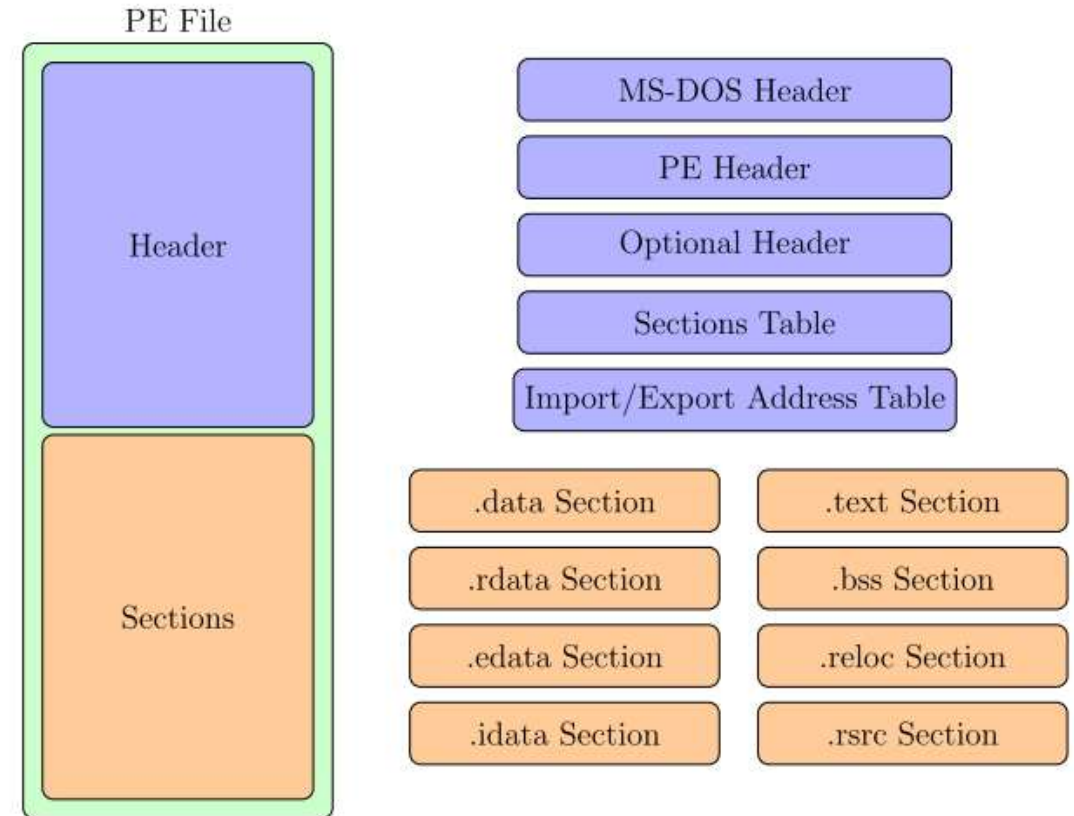 PE File
Header
Sections
MS-DOS Header
PE Header
Optional Header
Sections Table
Import/Export Address Table
.data Section
.text Section
.rdata Section
.bss Section
.edata Section
.reloc Section
.idata Section
.rsrc Section